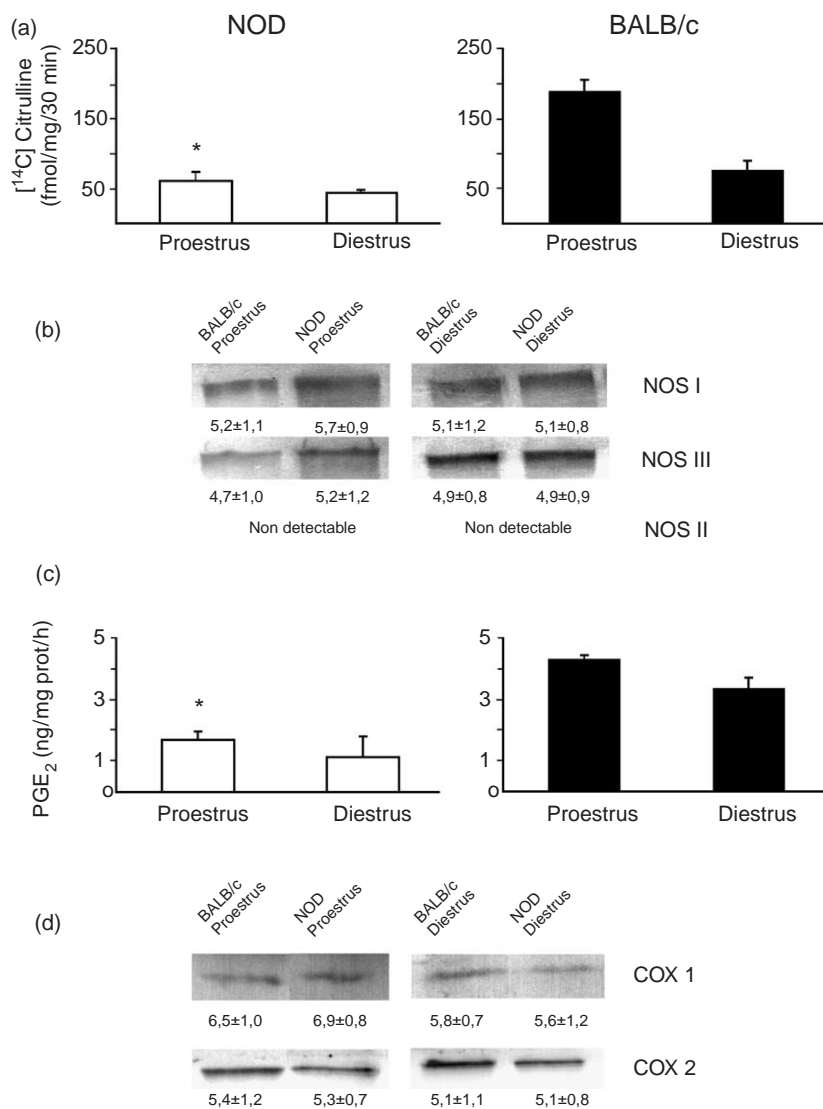 (a)
NOD
BALB/c
[¹⁴C] Citrulline
(fmol/mg/30 min)
250
150
50
*
Proestrus
Diestrus
250
150
50
Proestrus
Diestrus
(b)
BALB/c
Proestrus
NOD
Proestrus
BALB/c
Diestrus
NOD
Diestrus
NOS I
5,2±1,1
5,7±0,9
5,1±1,2
5,1±0,8
NOS III
4,7±1,0
5,2±1,2
4,9±0,8
4,9±0,9
Non detectable
Non detectable
NOS II
(c)
PGE₂ (ng/mg prot/h)
5
3
1
o
*
Proestrus
Diestrus
5
3
1
o
Proestrus
Diestrus
(d)
BALB/c
Proestrus
NOD
Proestrus
BALB/c
Diestrus
NOD
Diestrus
COX 1
6,5±1,0
6,9±0,8
5,8±0,7
5,6±1,2
COX 2
5,4±1,2
5,3±0,7
5,1±1,1
5,1±0,8